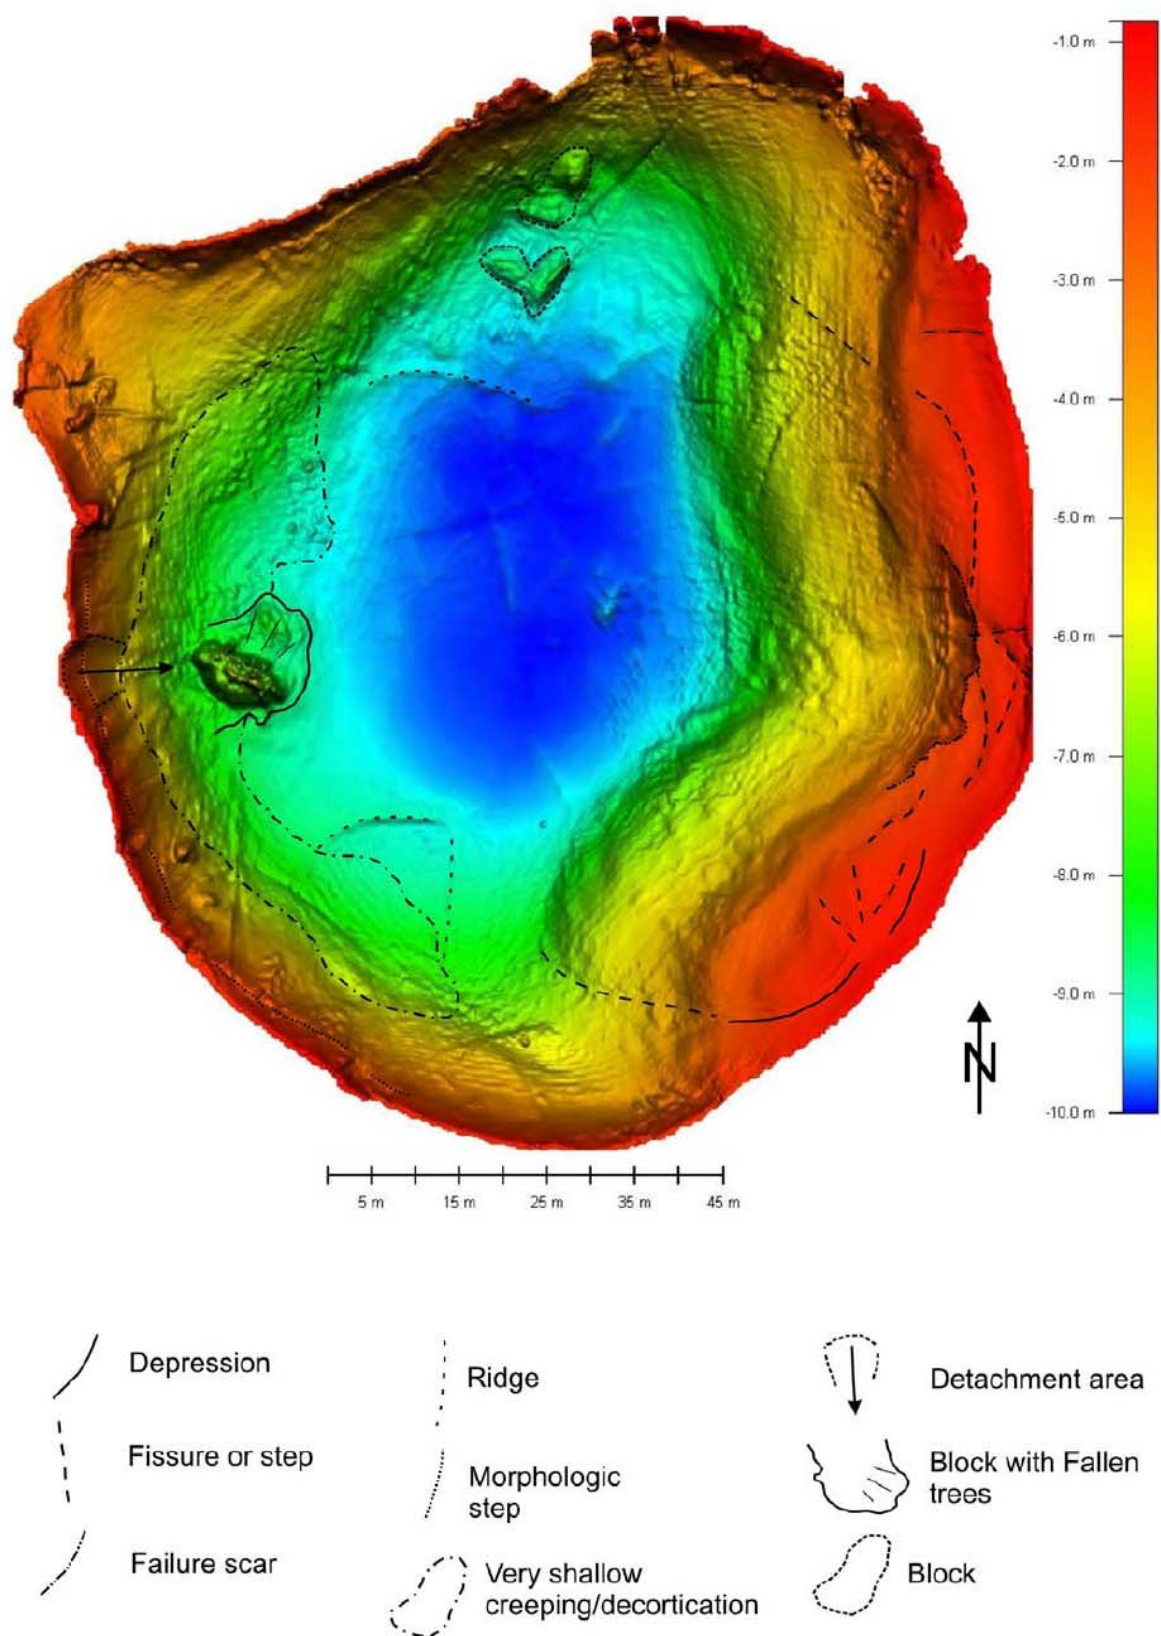 -1.0 m
-2.0 m
-3.0 m
-4.0 m
-5.0 m
-6.0 m
-7.0 m
-8.0 m
-9.0 m
-10.0 m
N
5 m 15 m 25 m 35 m 45 m
Depression
Fissure or step
Failure scar
Ridge
Morphologic
step
Very shallow
creeping/decortication
Detachment area
Block with Fallen
trees
Block